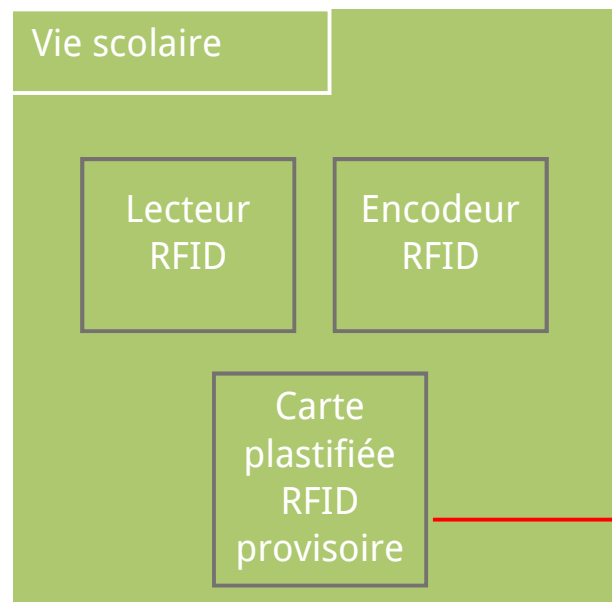 Vie scolaire
Lecteur
RFID
Encodeur
RFID
Carte
plastifiée
RFID
provisoire